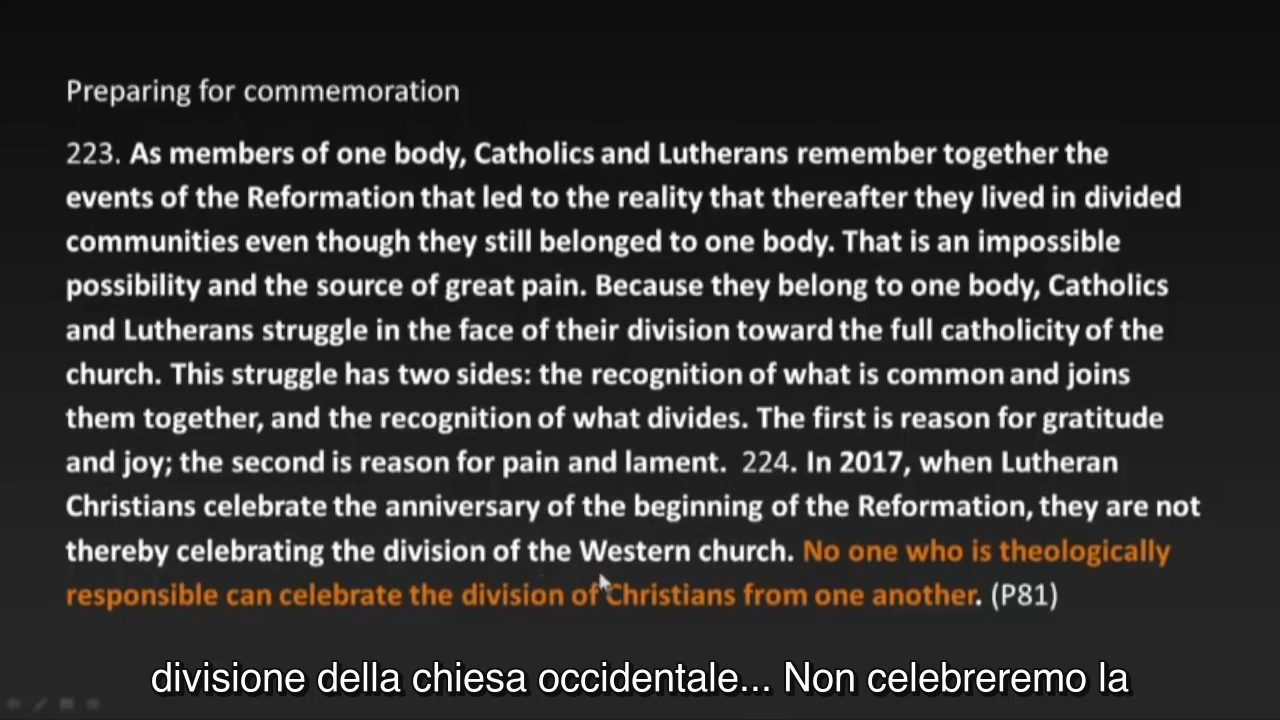 Preparing for commemoration
223. As members of one body, Catholics and Lutherans remember together the
events of the Reformation that led to the reality that thereafter they lived in divided
communities even though they still belonged to one body. That is an impossible
possibility and the source of great pain. Because they belong to one body, Catholics
and Lutherans struggle in the face of their division toward the full catholicity of the
church. This struggle has two sides: the recognition of what is common and joins
them together, and the recognition of what divides. The first is reason for gratitude
and joy; the second is reason for pain and lament. 224. In 2017, when Lutheran
Christians celebrate the anniversary of the beginning of the Reformation, they are not
thereby celebrating the division of the Western church. No one who is theologically
responsible can celebrate the division of Christians from one another. (P81)
divisione della chiesa occidentale... Non celebreremo la